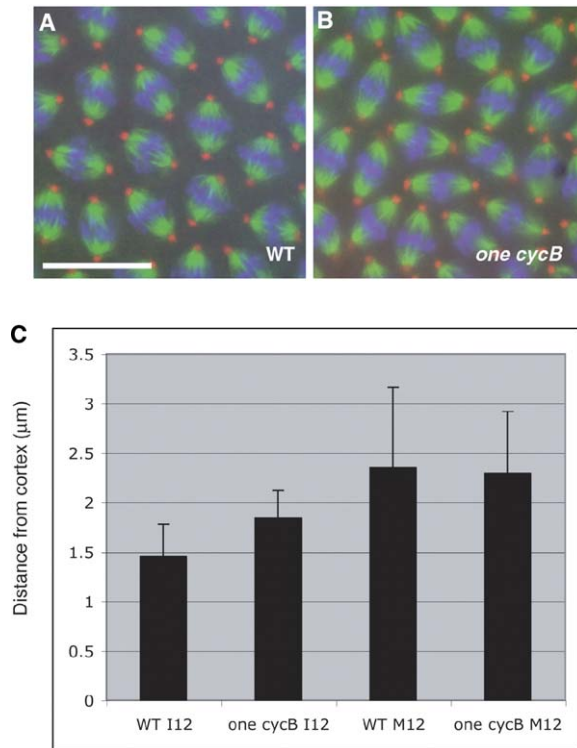 A
B
WT
one cycB
C
Distance from cortex (µm)
3.5
3
2.5
2
1.5
1
0.5
0
WT I12
one cycB I12
WT M12
one cycB M12